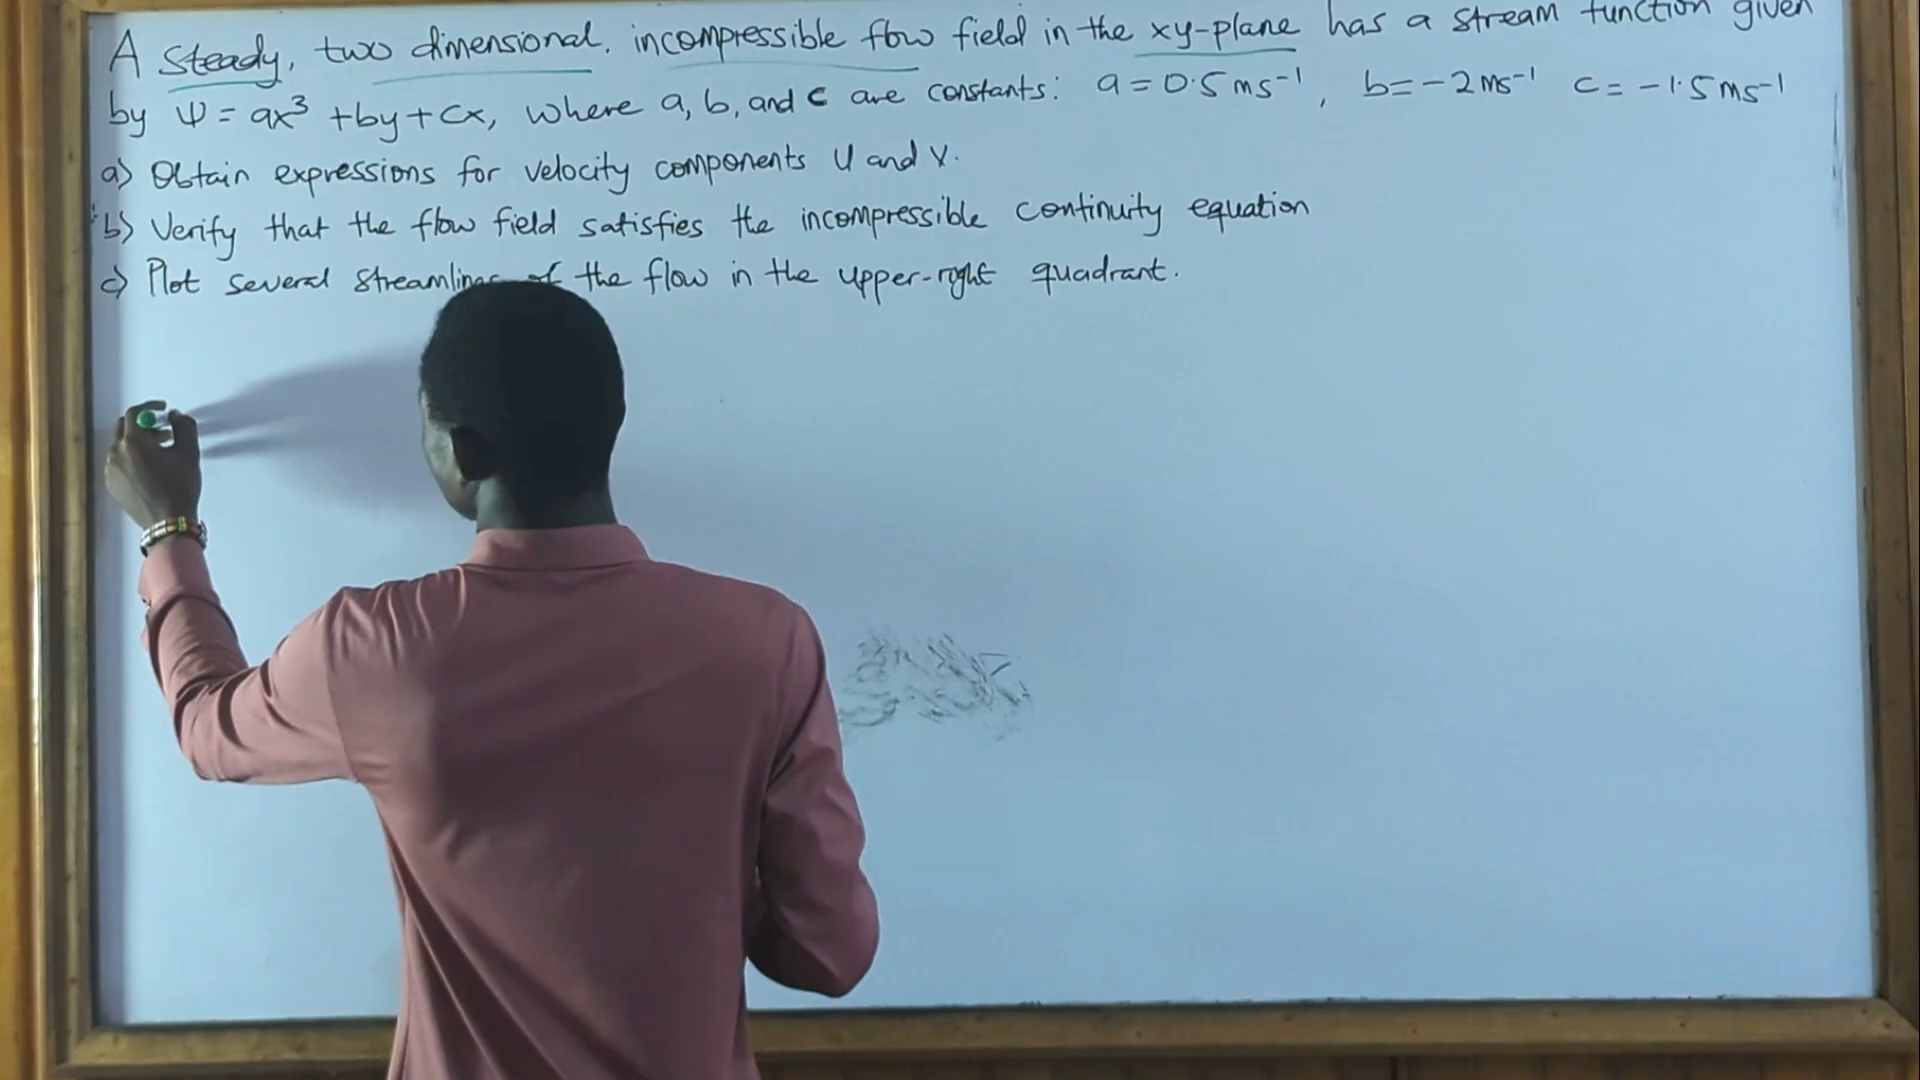 A steady, two dimensional, incompressible flow field in the xy-plane has a stream function given
by Ψ = ax³ + by + cx, where a, b, and c are constants: a = 0.5 ms⁻¹, b = -2 ms⁻¹ c = -1.5 ms⁻¹
a) Obtain expressions for velocity components U and V.
b) Verify that the flow field satisfies the incompressible continuity equation
c) Plot several streamlines of the flow in the upper-right quadrant.